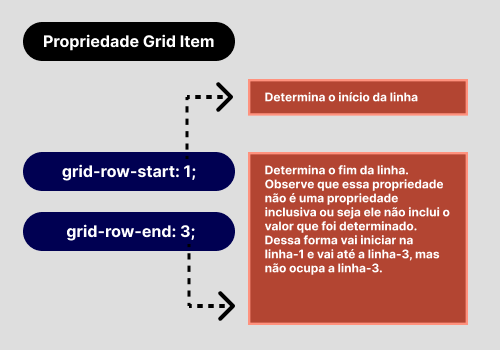 Propriedade Grid Item
Determina o início da linha
grid-row-start: 1;
grid-row-end: 3;
Determina o fim da linha.
Observe que essa propriedade
não é uma propriedade
inclusiva ou seja ele não inclui o
valor que foi determinado.
Dessa forma vai iniciar na
linha-1 e vai até a linha-3, mas
não ocupa a linha-3.